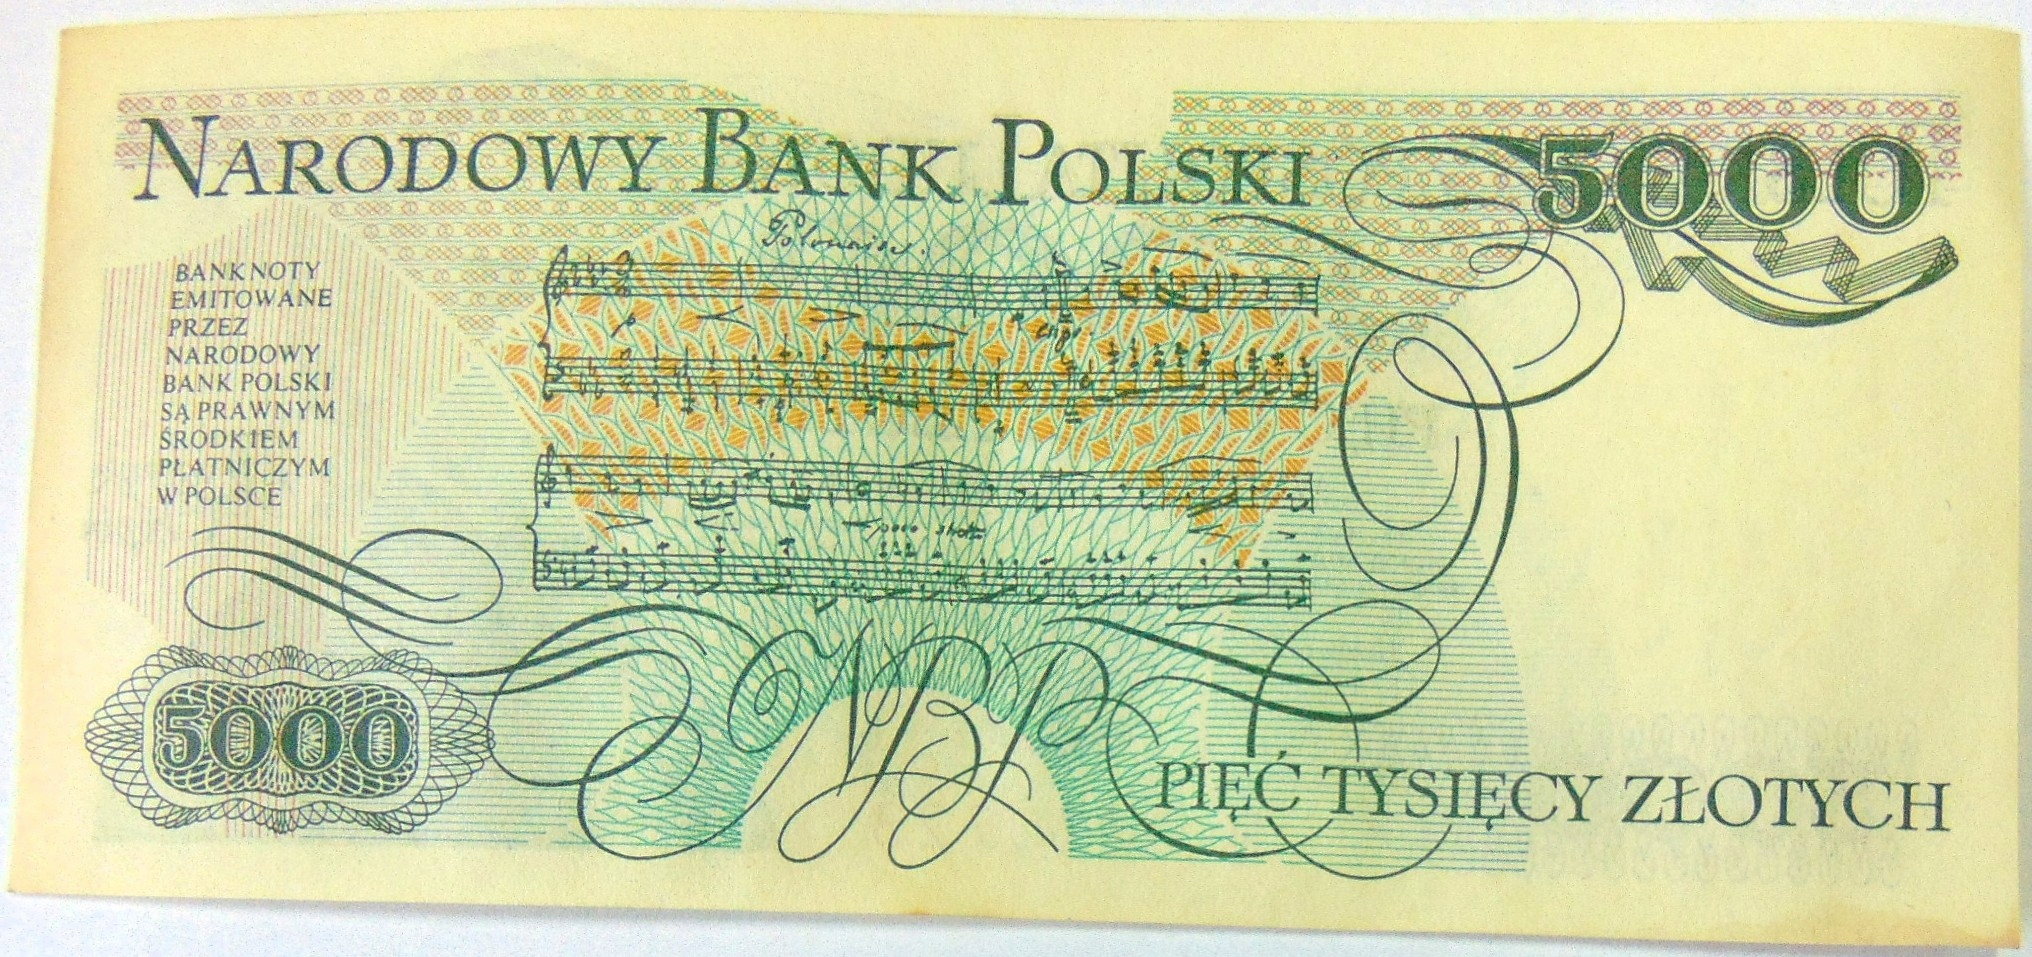 NARODOWY BANK POLSKI
5000
Polonaise.
BANKNOTY
EMITOWANE
PRZEZ
NARODOWY
BANK POLSKI
SĄ PRAWNYM
ŚRODKIEM
PŁATNICZYM
W POLSCE
poco
NBP
5000
PIĘĆ TYSIĘCY ZŁOTYCH